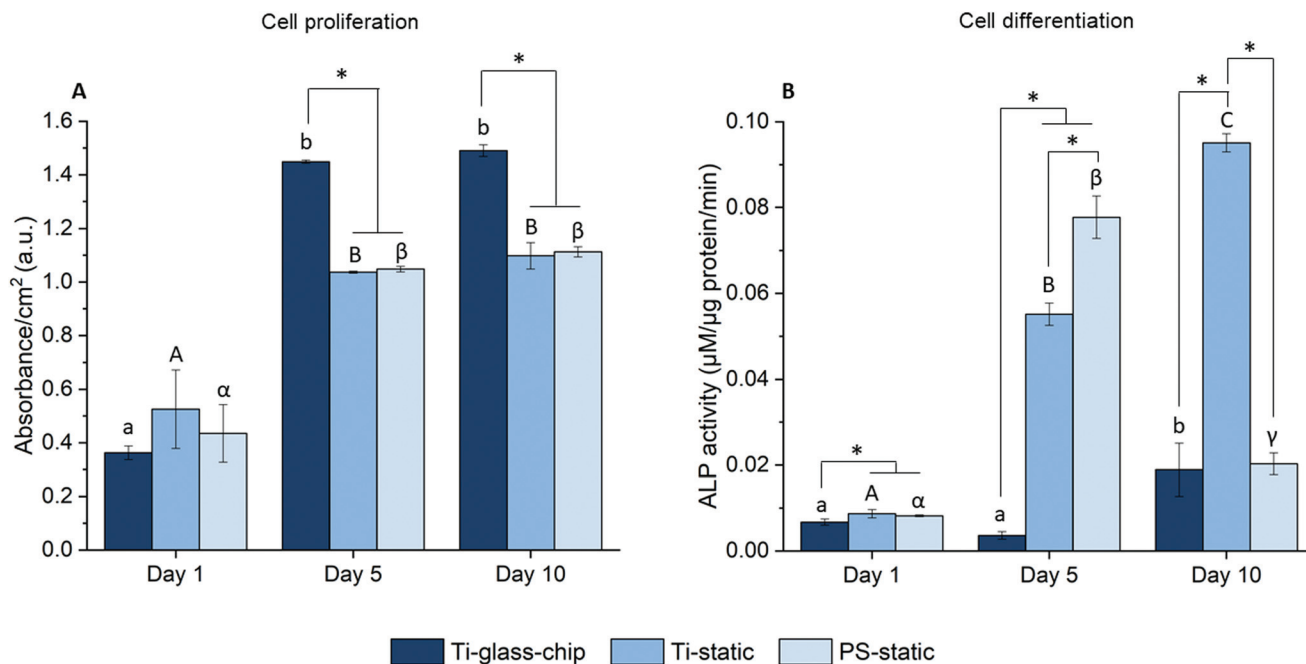 Cell proliferation
A
Absorbance/cm² (a.u.)
1.6
1.4
1.2
1.0
0.8
0.6
0.4
0.2
0.0
a
A
α
*
b
B
β
*
b
B
β
Day 1
Day 5
Day 10
Cell differentiation
B
ALP activity (µM/µg protein/min)
0.10
0.08
0.06
0.04
0.02
0.00
*
a
A
α
*
*
a
B
β
*
*
b
C
γ
Day 1
Day 5
Day 10
Ti-glass-chip
Ti-static
PS-static